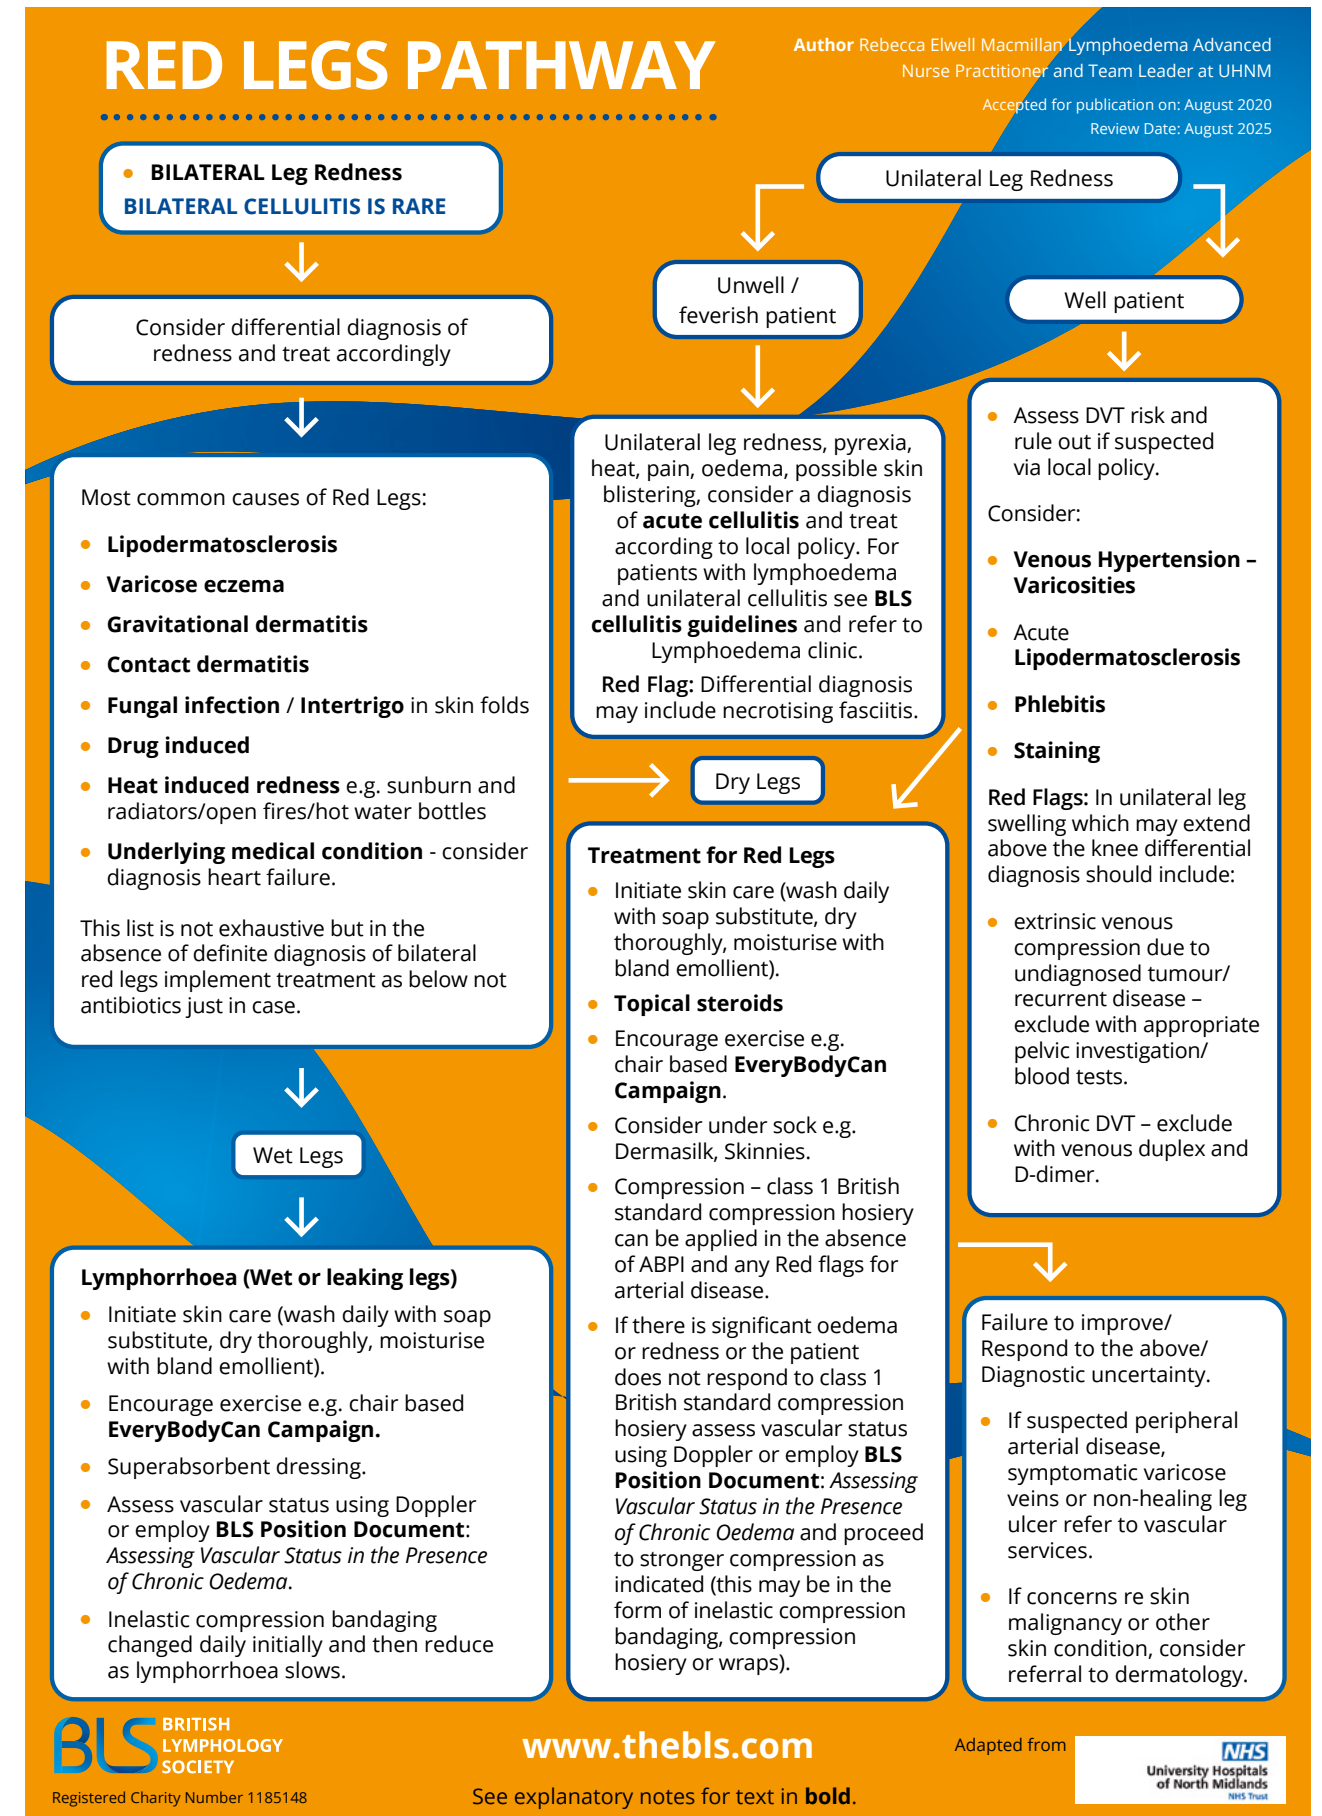 RED LEGS PATHWAY
Author Rebecca Elwell Macmillan Lymphoedema Advanced
Nurse Practitioner and Team Leader at UHNM
Accepted for publication on: August 2020
Review Date: August 2025
• BILATERAL Leg Redness
BILATERAL CELLULITIS IS RARE
Consider differential diagnosis of
redness and treat accordingly
Most common causes of Red Legs:
• Lipodermatosclerosis
• Varicose eczema
• Gravitational dermatitis
• Contact dermatitis
• Fungal infection / Intertrigo in skin folds
• Drug induced
• Heat induced redness e.g. sunburn and
radiators/open fires/hot water bottles
• Underlying medical condition - consider
diagnosis heart failure.
This list is not exhaustive but in the
absence of definite diagnosis of bilateral
red legs implement treatment as below not
antibiotics just in case.
Wet Legs
Lymphorrhoea (Wet or leaking legs)
• Initiate skin care (wash daily with soap
substitute, dry thoroughly, moisturise
with bland emollient).
• Encourage exercise e.g. chair based
EveryBodyCan Campaign.
• Superabsorbent dressing.
• Assess vascular status using Doppler
or employ BLS Position Document:
Assessing Vascular Status in the Presence
of Chronic Oedema.
• Inelastic compression bandaging
changed daily initially and then reduce
as lymphorrhoea slows.
Unilateral Leg Redness
Unwell /
feverish patient
Unilateral leg redness, pyrexia,
heat, pain, oedema, possible skin
blistering, consider a diagnosis
of acute cellulitis and treat
according to local policy. For
patients with lymphoedema
and unilateral cellulitis see BLS
cellulitis guidelines and refer to
Lymphoedema clinic.
Red Flag: Differential diagnosis
may include necrotising fasciitis.
Dry Legs
Treatment for Red Legs
• Initiate skin care (wash daily
with soap substitute, dry
thoroughly, moisturise with
bland emollient).
• Topical steroids
• Encourage exercise e.g.
chair based EveryBodyCan
Campaign.
• Consider under sock e.g.
Dermasilk, Skinnies.
• Compression – class 1 British
standard compression hosiery
can be applied in the absence
of ABPI and any Red flags for
arterial disease.
• If there is significant oedema
or redness or the patient
does not respond to class 1
British standard compression
hosiery assess vascular status
using Doppler or employ BLS
Position Document: Assessing
Vascular Status in the Presence
of Chronic Oedema and proceed
to stronger compression as
indicated (this may be in the
form of inelastic compression
bandaging, compression
hosiery or wraps).
Well patient
• Assess DVT risk and
rule out if suspected
via local policy.
Consider:
• Venous Hypertension –
Varicosities
• Acute
Lipodermatosclerosis
• Phlebitis
• Staining
Red Flags: In unilateral leg
swelling which may extend
above the knee differential
diagnosis should include:
• extrinsic venous
compression due to
undiagnosed tumour/
recurrent disease –
exclude with appropriate
pelvic investigation/
blood tests.
• Chronic DVT – exclude
with venous duplex and
D-dimer.
Failure to improve/
Respond to the above/
Diagnostic uncertainty.
• If suspected peripheral
arterial disease,
symptomatic varicose
veins or non-healing leg
ulcer refer to vascular
services.
• If concerns re skin
malignancy or other
skin condition, consider
referral to dermatology.
BLS
BRITISH
LYMPHOLOGY
SOCIETY
Registered Charity Number 1185148
www.thebls.com
See explanatory notes for text in bold.
Adapted from
NHS
University Hospitals
of North Midlands
NHS Trust